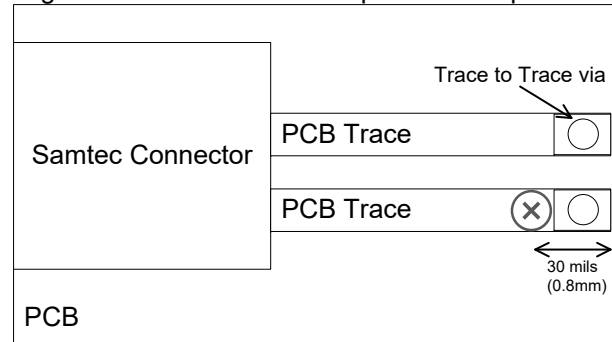 Trace to Trace via
PCB Trace
Samtec Connector
PCB Trace
30 mils
(0.8mm)
PCB